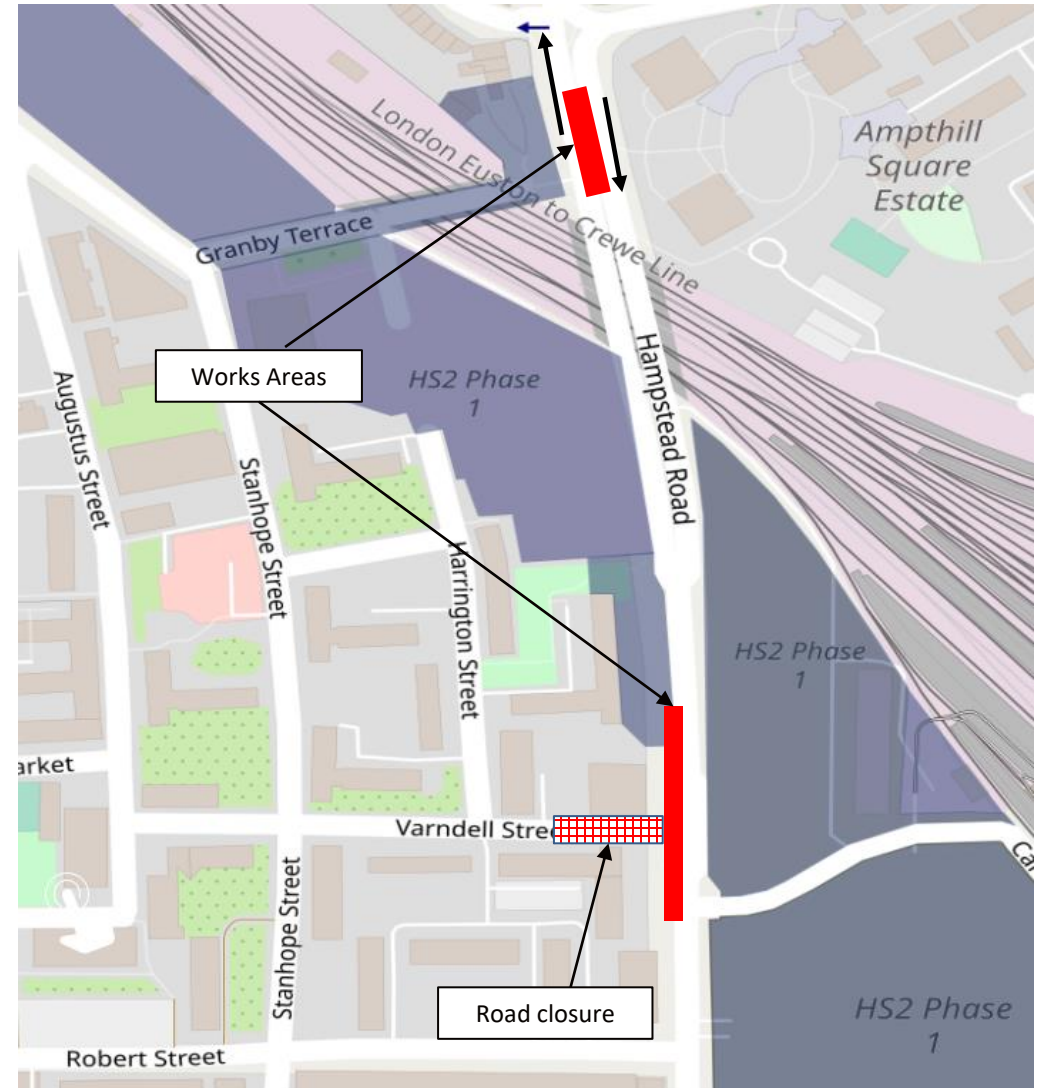 London Euston to Crewe Line
Ampthill
Square
Estate
Granby Terrace
Works Areas
HS2 Phase
1
Hampstead Road
Augustus Street
Stanhope Street
Harrington Street
HS2 Phase
1
arket
Varndell Stree
Ca
Stanhope Street
Road closure
HS2 Phase
1
Robert Street